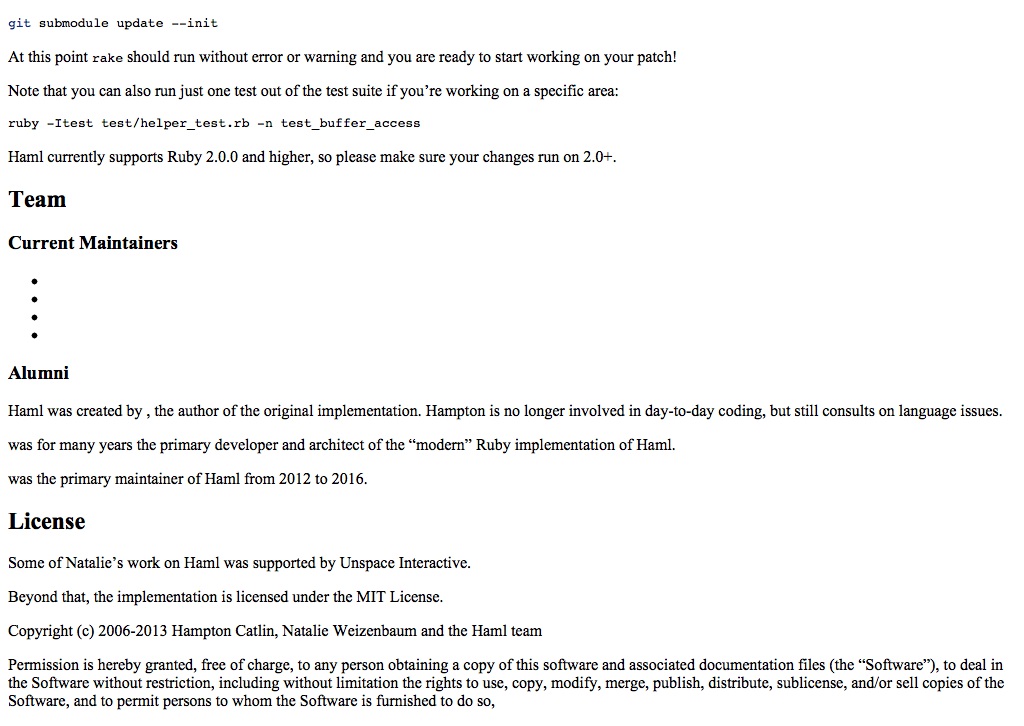 git submodule update --init
At this point rake should run without error or warning and you are ready to start working on your patch!
Note that you can also run just one test out of the test suite if you’re working on a specific area:
ruby -Itest test/helper_test.rb -n test_buffer_access
Haml currently supports Ruby 2.0.0 and higher, so please make sure your changes run on 2.0+.
Team
Current Maintainers
Alumni
Haml was created by , the author of the original implementation. Hampton is no longer involved in day-to-day coding, but still consults on language issues.
was for many years the primary developer and architect of the “modern” Ruby implementation of Haml.
was the primary maintainer of Haml from 2012 to 2016.
License
Some of Natalie’s work on Haml was supported by Unspace Interactive.
Beyond that, the implementation is licensed under the MIT License.
Copyright (c) 2006-2013 Hampton Catlin, Natalie Weizenbaum and the Haml team
Permission is hereby granted, free of charge, to any person obtaining a copy of this software and associated documentation files (the “Software”), to deal in
the Software without restriction, including without limitation the rights to use, copy, modify, merge, publish, distribute, sublicense, and/or sell copies of the
Software, and to permit persons to whom the Software is furnished to do so,